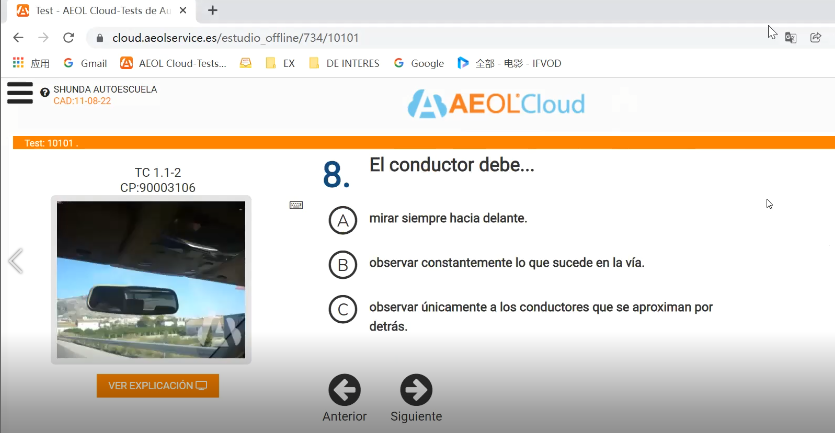 Test - AEOL Cloud-Tests de Au
cloud.aeolservice.es/estudio_offline/734/10101
应用
Gmail
AEOL Cloud-Tests...
EX
DE INTERES
Google
全部 - 电影 - IFVOD
SHUNDA AUTOESCUELA
CAD:11-08-22
AEOL Cloud
Test: 10101 .
TC 1.1-2
CP:90003106
8.
El conductor debe...
A mirar siempre hacia delante.
B observar constantemente lo que sucede en la vía.
C observar únicamente a los conductores que se aproximan por
detrás.
VER EXPLICACIÓN
Anterior
Siguiente